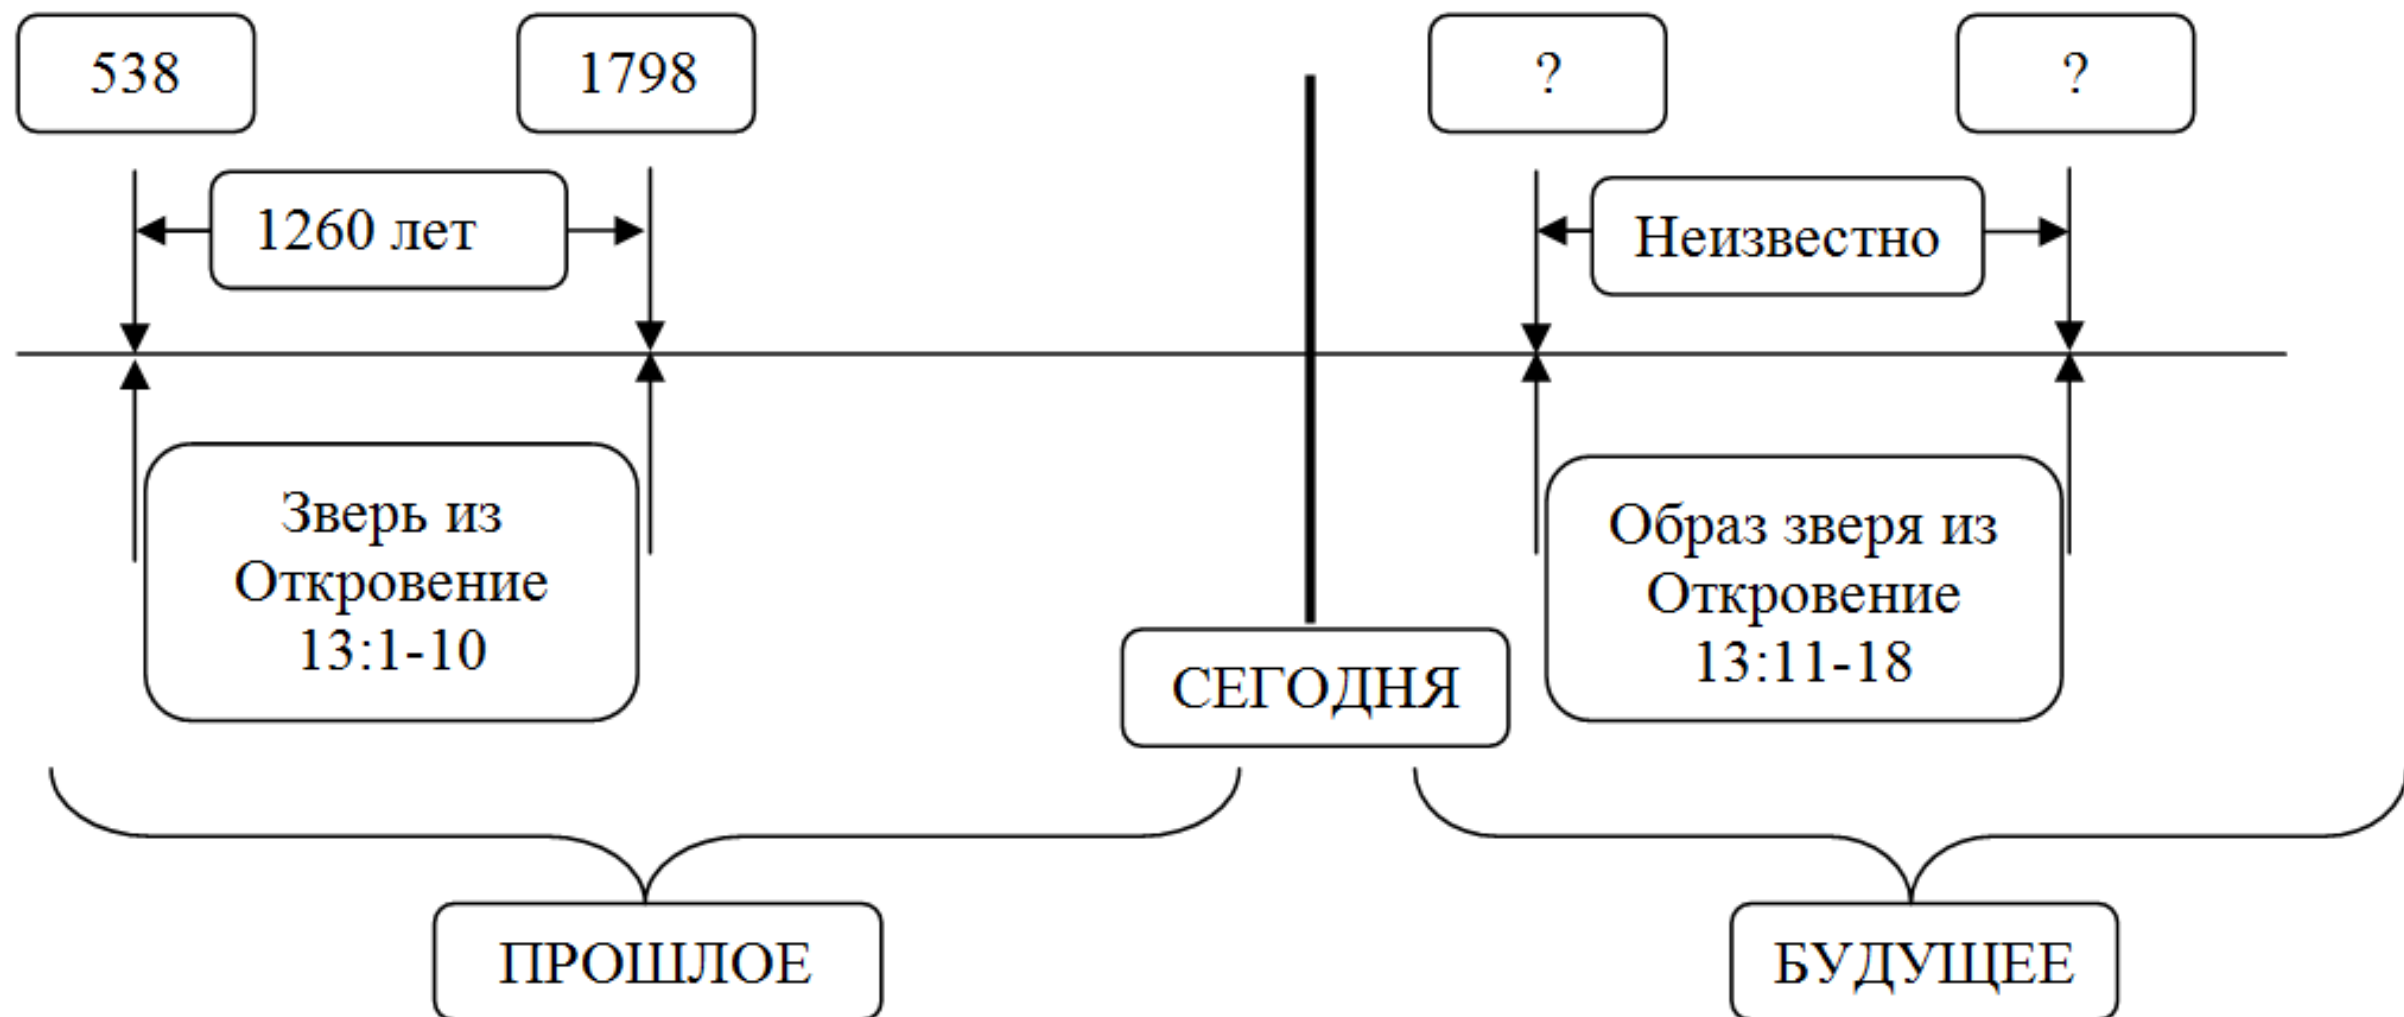 538
1798
?
?
1260 лет
Неизвестно
Зверь из
Откровение
13:1-10
Образ зверя из
Откровение
13:11-18
СЕГОДНЯ
ПРОШЛОЕ
БУДУЩЕЕ